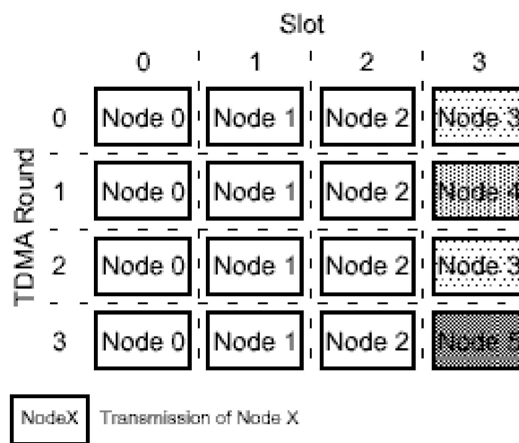 Slot
0 1 2 3
TDMA Round
0 Node 0 Node 1 Node 2 Node 3
1 Node 0 Node 1 Node 2 Node 4
2 Node 0 Node 1 Node 2 Node 3
3 Node 0 Node 1 Node 2 Node 5
NodeX Transmission of Node X